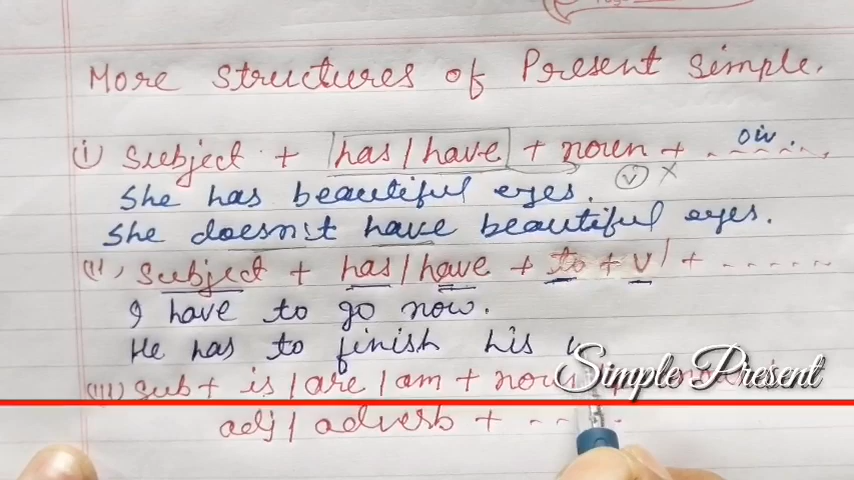 More structures of Present simple.
(i) Subject + has/have + noun + ...... ow.
(v) X
She has beautiful eyes.
She doesn't have beautiful eyes.
(ii) Subject + has/have + to + v' + ......
I have to go now.
He has to finish his
Simple Present
(iii) Sub + is/are/am + noun
adj/ adverb + .....